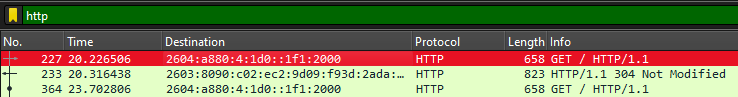 http
No. Time Destination Protocol Length Info
227 20.226506 2604:a880:4:1d0::1f1:2000 HTTP 658 GET / HTTP/1.1
233 20.316438 2603:8090:c02:ec2:9d09:f93d:2ada:… HTTP 823 HTTP/1.1 304 Not Modified
364 23.702806 2604:a880:4:1d0::1f1:2000 HTTP 658 GET / HTTP/1.1